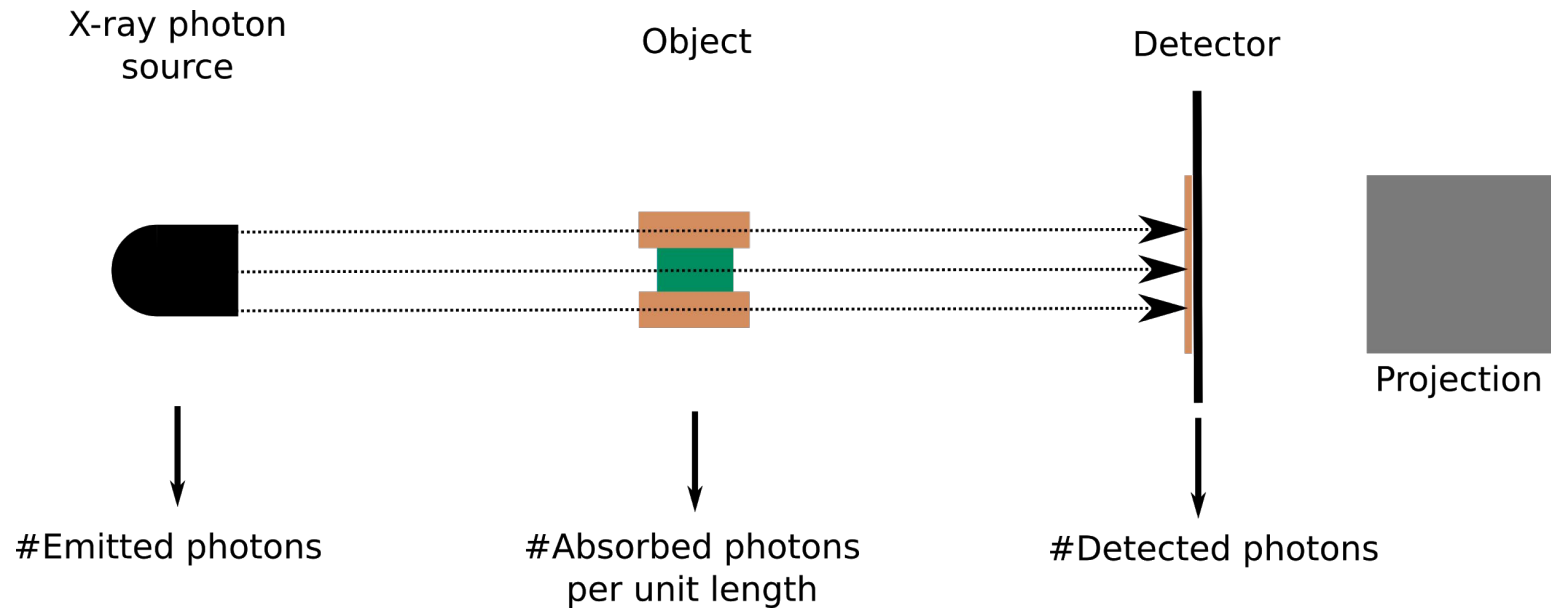 X-ray photon
source
Object
Detector
Projection
#Emitted photons
#Absorbed photons
per unit length
#Detected photons